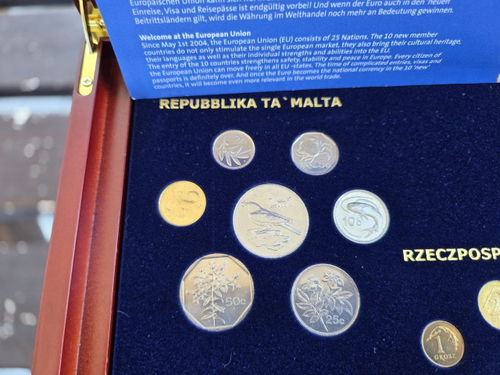 Einreise, Visa und Reisepässe ist endgültig vorbei! Und wenn der Euro auch in den neuen
Beitrittsländern gilt, wird die Währung im Welthandel noch mehr an Bedeutung gewinnen.
Welcome at the European Union
Since May 1st 2004, the European Union (EU) consists of 25 Nations. The 10 new member
countries do not only stimulate the single European market, they also bring their cultural heritage,
their languages as well as their individual strengths and abilities into the EU.
The entry of the 10 countries strengthens safety, stability and peace in Europe. Every citizen of
the European Union can move freely in all EU -states. The time of complicated entries, visas and
passports is definitely over. And once the Euro becomes the national currency in the 10 "new"
countries, it will become even more relevant in the world trade.
REPUBBLIKA TA` MALTA
10c
50c
25c
RZECZPOSP
1
GROSZ